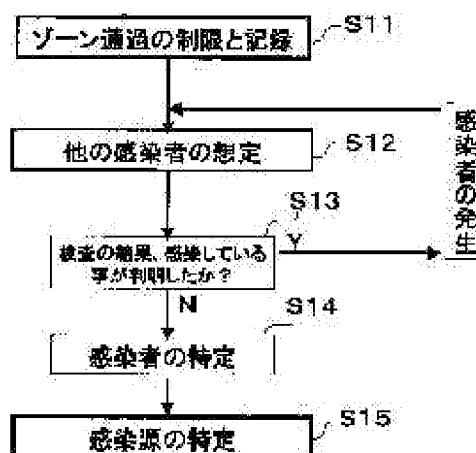 ゾーン通過の制限と記録
S11
他の感染者の想定
S12
感染者の発生
S13
検査の結果、感染している
事が判明したか?
Y
N
S14
感染者の特定
S15
感染源の特定